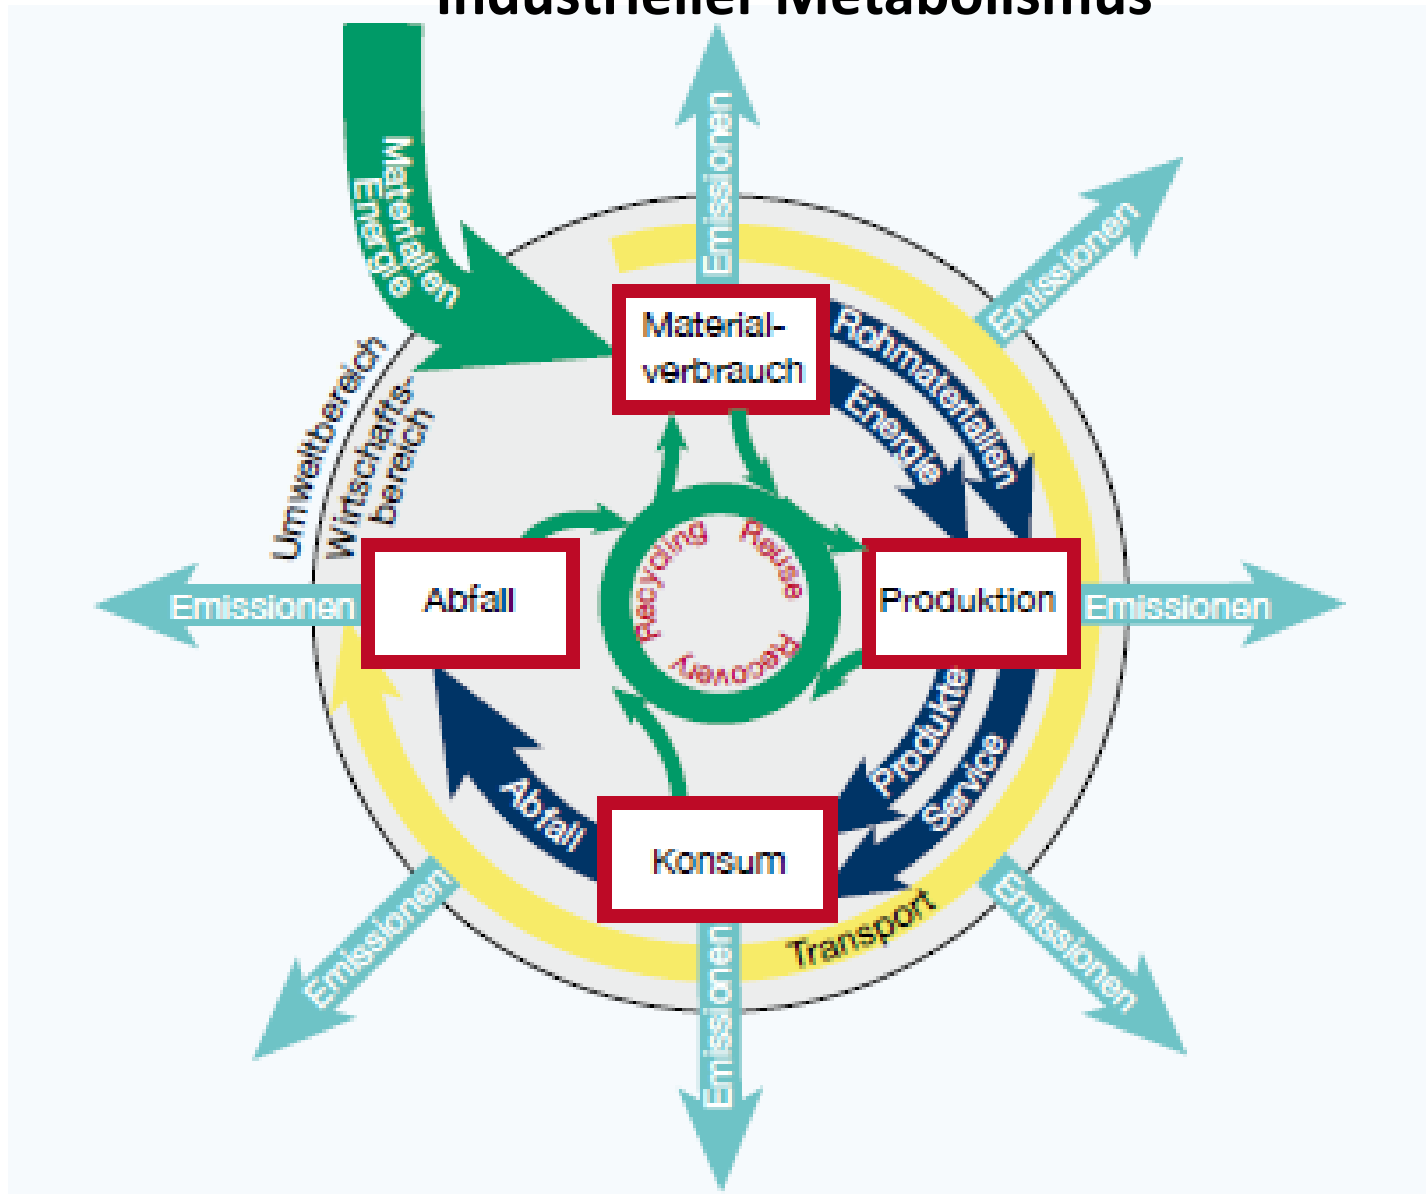 Industrieller Metabolismus
Materialien
Energie
Emissionen
Emissionen
Material-
verbrauch
Rohmaterialien
Energie
Umweltbereich
Wirtschafts-
bereich
Recycling
Reuse
Recovery
Abfall
Produktion
Emissionen
Emissionen
Produkte
Service
Abfall
Konsum
Transport
Emissionen
Emissionen
Emissionen